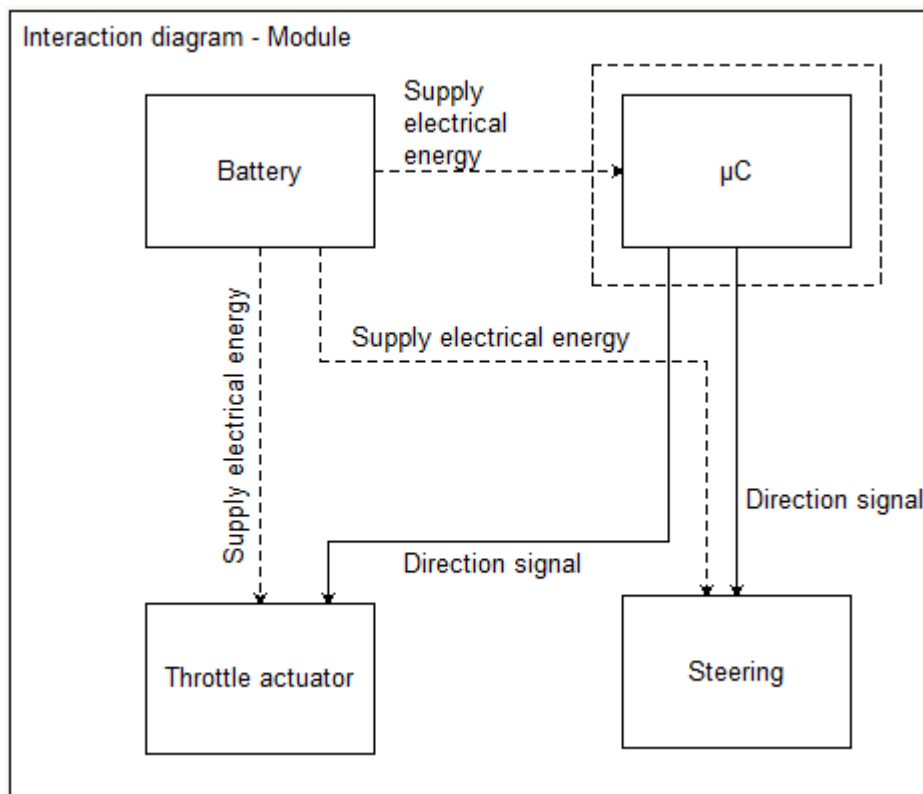 Interaction diagram - Module
Supply
electrical
energy
Battery
µC
Supply electrical energy
Supply electrical energy
Direction signal
Direction signal
Throttle actuator
Steering